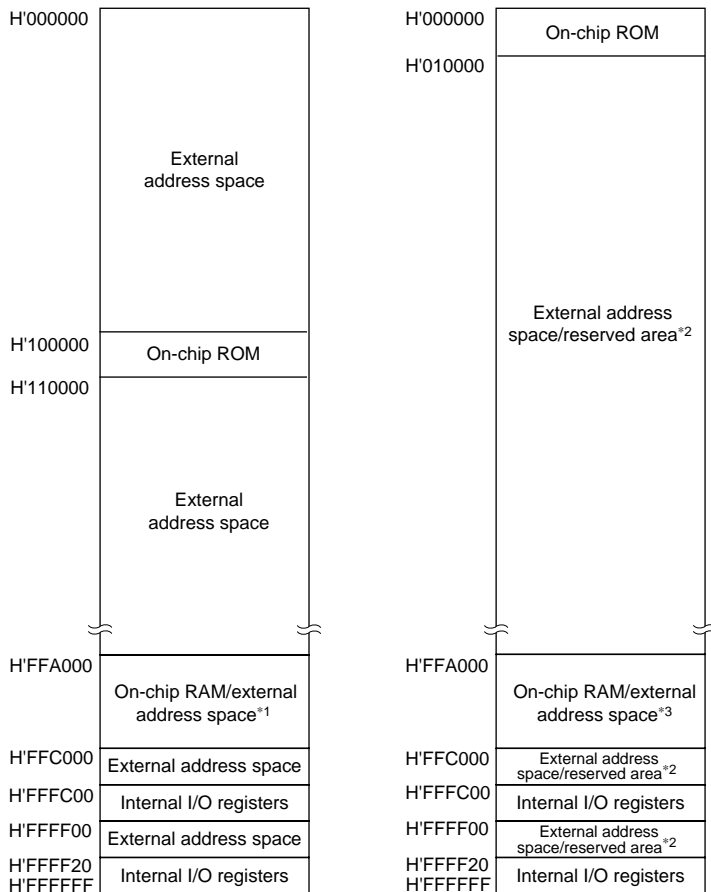 H'000000
External
address space
H'100000
On-chip ROM
H'110000
External
address space
H'FFA000
On-chip RAM/external
address space*1
H'FFC000
External address space
H'FFFC00
Internal I/O registers
H'FFFF00
External address space
H'FFFF20
Internal I/O registers
H'FFFFFF
H'000000
On-chip ROM
H'010000
External address
space/reserved area*2
H'FFA000
On-chip RAM/external
address space*3
H'FFC000
External address
space/reserved area*2
H'FFFC00
Internal I/O registers
H'FFFF00
External address
space/reserved area*2
H'FFFF20
Internal I/O registers
H'FFFFFF